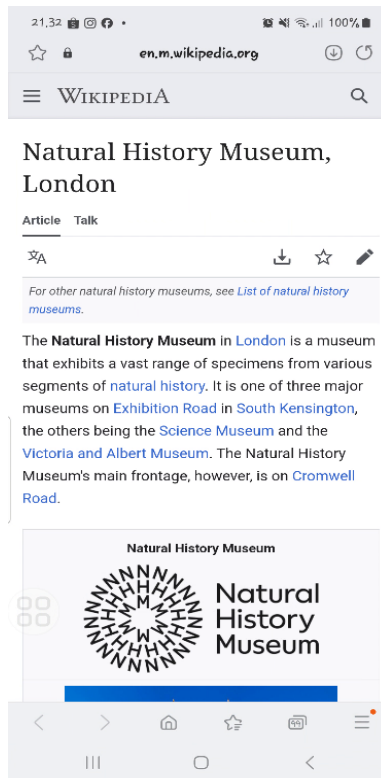 21,32
100%
en.m.wikipedia.org
WIKIPEDIA
Natural History Museum,
London
Article Talk
For other natural history museums, see List of natural history
museums.
The Natural History Museum in London is a museum
that exhibits a vast range of specimens from various
segments of natural history. It is one of three major
museums on Exhibition Road in South Kensington,
the others being the Science Museum and the
Victoria and Albert Museum. The Natural History
Museum's main frontage, however, is on Cromwell
Road.
Natural History Museum
Natural
History
Museum